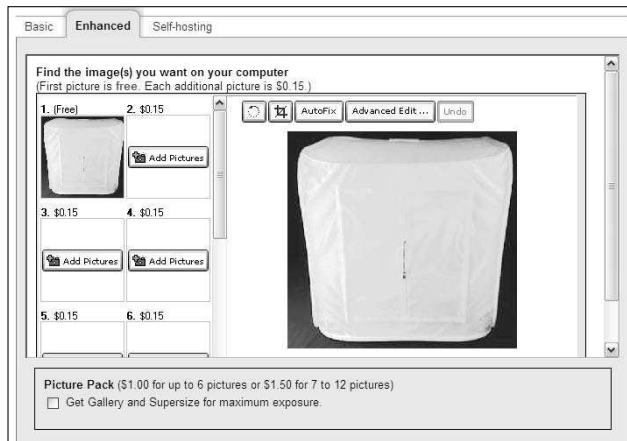 Basic Enhanced Self-hosting
Find the image(s) you want on your computer
(First picture is free. Each additional picture is $0.15.)
1. (Free) 2. $0.15
AutoFix Advanced Edit ... Undo
Add Pictures
3. $0.15 4. $0.15
Add Pictures Add Pictures
5. $0.15 6. $0.15
Picture Pack ($1.00 for up to 6 pictures or $1.50 for 7 to 12 pictures)
Get Gallery and Supersize for maximum exposure.